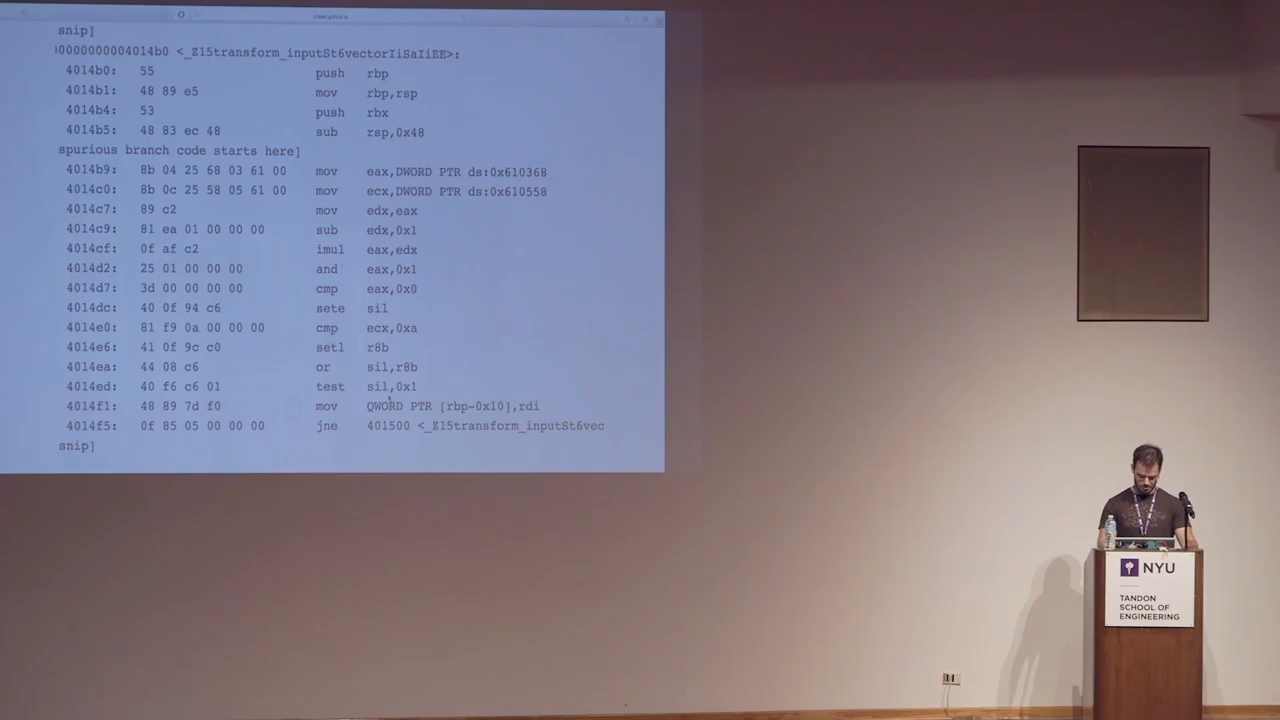 snip]
00000000004014b0 <_Z15transform_inputSt6vectorIiSaIiEE>:
4014b0: 55 push rbp
4014b1: 48 89 e5 mov rbp,rsp
4014b4: 53 push rbx
4014b5: 48 83 ec 48 sub rsp,0x48
spurious branch code starts here]
4014b9: 8b 04 25 68 03 61 00 mov eax,DWORD PTR ds:0x610368
4014c0: 8b 0c 25 58 05 61 00 mov ecx,DWORD PTR ds:0x610558
4014c7: 89 c2 mov edx,eax
4014c9: 81 ea 01 00 00 00 sub edx,0x1
4014cf: 0f af c2 imul eax,edx
4014d2: 25 01 00 00 00 and eax,0x1
4014d7: 3d 00 00 00 00 cmp eax,0x0
4014dc: 40 0f 94 c6 sete sil
4014e0: 81 f9 0a 00 00 00 cmp ecx,0xa
4014e6: 41 0f 9c c0 setl r8b
4014ea: 44 08 c6 or sil,r8b
4014ed: 40 f6 c6 01 test sil,0x1
4014f1: 48 89 7d f0 mov QWORD PTR [rbp-0x10],rdi
4014f5: 0f 85 05 00 00 00 jne 401500 <_Z15transform_inputSt6vec
snip]
NYU
TANDON
SCHOOL OF
ENGINEERING